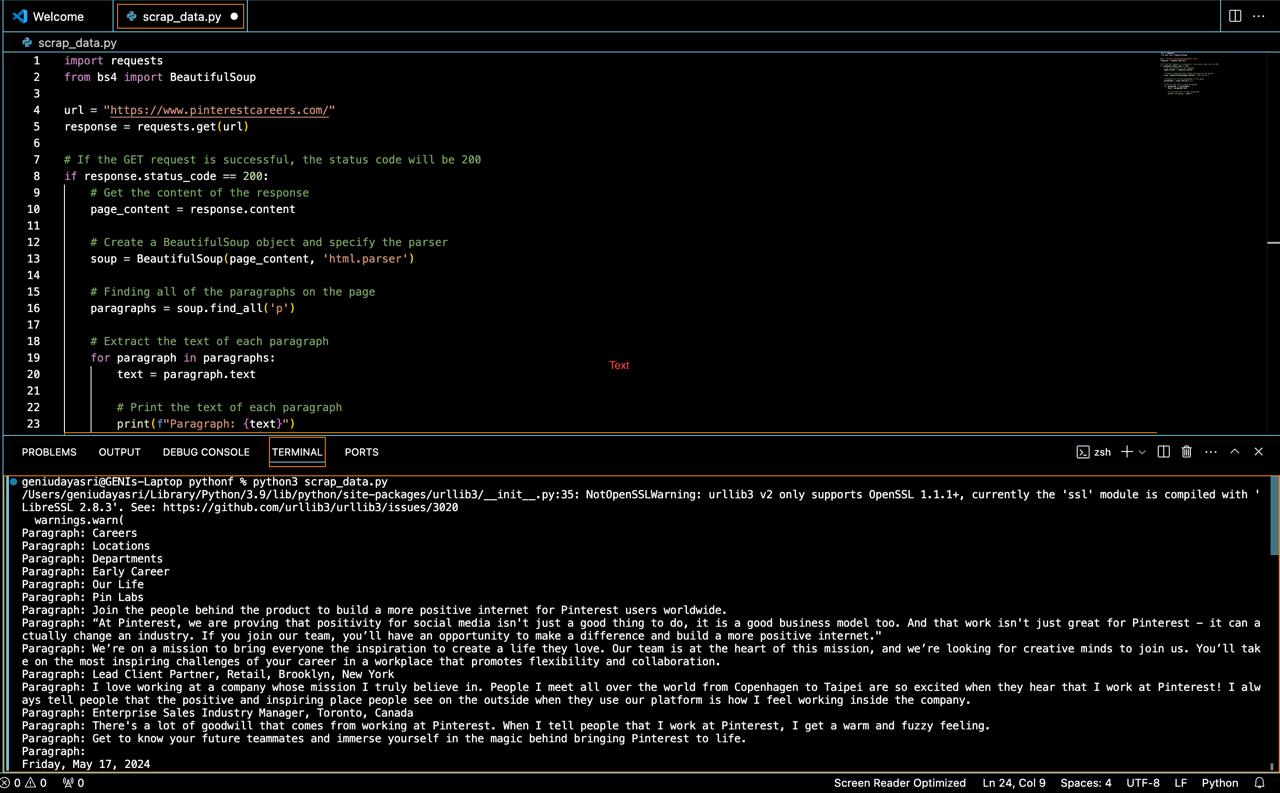 Welcome
scrap_data.py
scrap_data.py
1 import requests
2 from bs4 import BeautifulSoup
3
4 url = "https://www.pinterestcareers.com/"
5 response = requests.get(url)
6
7 # If the GET request is successful, the status code will be 200
8 if response.status_code == 200:
9 # Get the content of the response
10 page_content = response.content
11
12 # Create a BeautifulSoup object and specify the parser
13 soup = BeautifulSoup(page_content, 'html.parser')
14
15 # Finding all of the paragraphs on the page
16 paragraphs = soup.find_all('p')
17
18 # Extract the text of each paragraph
19 for paragraph in paragraphs:
Text
20 text = paragraph.text
21
22 # Print the text of each paragraph
23 print(f"Paragraph: {text}")
PROBLEMS OUTPUT DEBUG CONSOLE TERMINAL PORTS zsh
geniudayasri@GENIs-Laptop pythonf % python3 scrap_data.py
/Users/geniudayasri/Library/Python/3.9/lib/python/site-packages/urllib3/__init__.py:35: NotOpenSSLWarning: urllib3 v2 only supports OpenSSL 1.1.1+, currently the 'ssl' module is compiled with '
LibreSSL 2.8.3'. See: https://github.com/urllib3/urllib3/issues/3020
warnings.warn(
Paragraph: Careers
Paragraph: Locations
Paragraph: Departments
Paragraph: Early Career
Paragraph: Our Life
Paragraph: Pin Labs
Paragraph: Join the people behind the product to build a more positive internet for Pinterest users worldwide.
Paragraph: “At Pinterest, we are proving that positivity for social media isn't just a good thing to do, it is a good business model too. And that work isn't just great for Pinterest – it can a
ctually change an industry. If you join our team, you’ll have an opportunity to make a difference and build a more positive internet."
Paragraph: We’re on a mission to bring everyone the inspiration to create a life they love. Our team is at the heart of this mission, and we’re looking for creative minds to join us. You’ll tak
e on the most inspiring challenges of your career in a workplace that promotes flexibility and collaboration.
Paragraph: Lead Client Partner, Retail, Brooklyn, New York
Paragraph: I love working at a company whose mission I truly believe in. People I meet all over the world from Copenhagen to Taipei are so excited when they hear that I work at Pinterest! I alw
ays tell people that the positive and inspiring place people see on the outside when they use our platform is how I feel working inside the company.
Paragraph: Enterprise Sales Industry Manager, Toronto, Canada
Paragraph: There's a lot of goodwill that comes from working at Pinterest. When I tell people that I work at Pinterest, I get a warm and fuzzy feeling.
Paragraph: Get to know your future teammates and immerse yourself in the magic behind bringing Pinterest to life.
Paragraph:
Friday, May 17, 2024
0 0 0 Screen Reader Optimized Ln 24, Col 9 Spaces: 4 UTF-8 LF Python